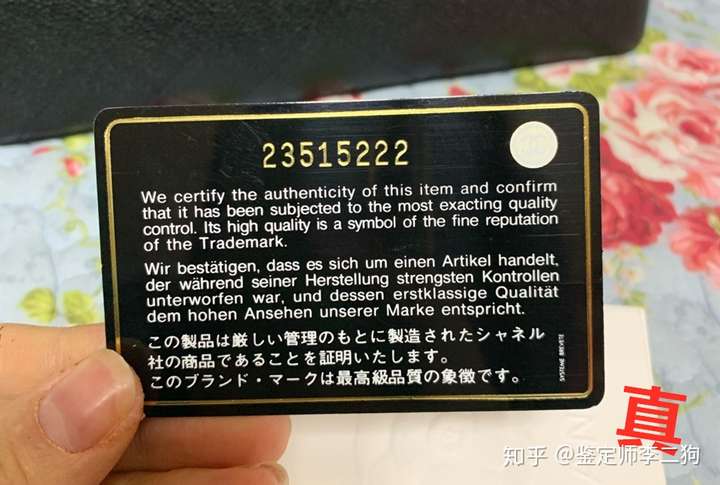 23515222
We certify the authenticity of this item and confirm
that it has been subjected to the most exacting quality
control. Its high quality is a symbol of the fine reputation
of the Trademark.
Wir bestätigen, dass es sich um einen Artikel handelt,
der während seiner Herstellung strengsten Kontrollen
unterworfen war, und dessen erstklassige Qualität
dem hohen Ansehen unserer Marke entspricht.
この製品は厳しい管理のもとに製造されたシャネル
社の商品であることを証明いたします。
このブランド・マークは最高級品質の象徴です。
SYSTEME BREVETE
真
知乎 @鉴定师李二狗